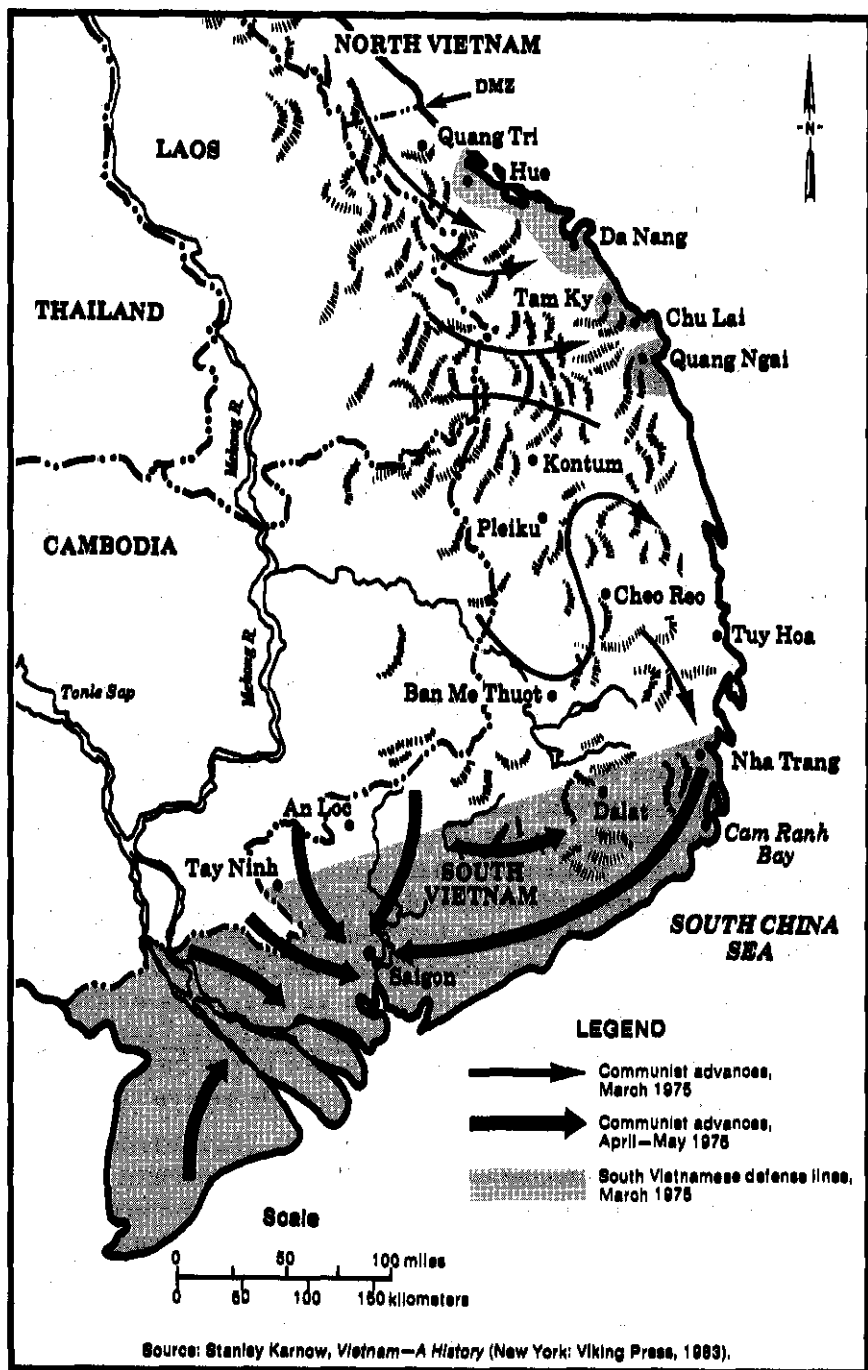 NORTH VIETNAM
DMZ
-N-
Quang Tri
LAOS
Hue
Da Nang
THAILAND
Tam Ky
Chu Lai
Quang Ngai
Mekong R.
Kontum
Pleiku
CAMBODIA
Cheo Reo
Tuy Hoa
Mekong R.
Tonle Sap
Ban Me Thuot
Nha Trang
An Loc
Dalat
Cam Ranh
Bay
Tay Ninh
SOUTH
VIETNAM
SOUTH CHINA
SEA
Saigon
LEGEND
Communist advances,
March 1975
Communist advances,
April—May 1975
South Vietnamese defense lines,
March 1975
Scale
0 50 100 miles
0 50 100 150 kilometers
Source: Stanley Karnow, Vietnam—A History (New York: Viking Press, 1983).